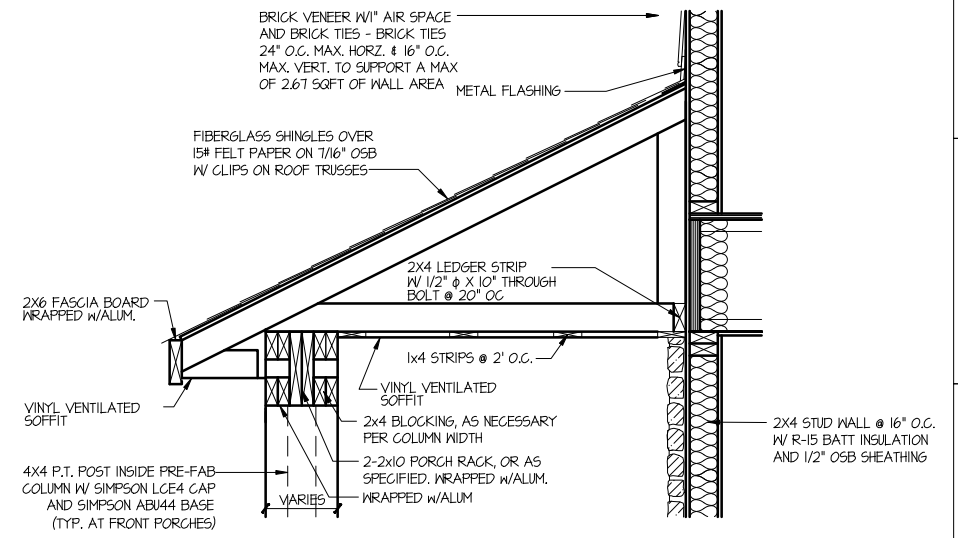 BRICK VENEER W/1" AIR SPACE
AND BRICK TIES - BRICK TIES
24" O.C. MAX. HORZ. & 16" O.C.
MAX. VERT. TO SUPPORT A MAX
OF 2.67 SQFT OF WALL AREA
METAL FLASHING
FIBERGLASS SHINGLES OVER
15# FELT PAPER ON 7/16" OSB
W/ CLIPS ON ROOF TRUSSES
2X4 LEDGER STRIP
W/ 1/2" ϕ X 10" THROUGH
BOLT @ 20" OC
2X6 FASCIA BOARD
WRAPPED W/ALUM.
1x4 STRIPS @ 2' O.C.
VINYL VENTILATED
SOFFIT
VINYL VENTILATED
SOFFIT
2x4 BLOCKING, AS NECESSARY
PER COLUMN WIDTH
2X4 STUD WALL @ 16" O.C.
W/ R-15 BATT INSULATION
AND 1/2" OSB SHEATHING
2-2x10 PORCH RACK, OR AS
SPECIFIED. WRAPPED W/ALUM.
WRAPPED W/ALUM
4X4 P.T. POST INSIDE PRE-FAB
COLUMN W/ SIMPSON LCE4 CAP
AND SIMPSON ABU44 BASE
(TYP. AT FRONT PORCHES)
VARIES